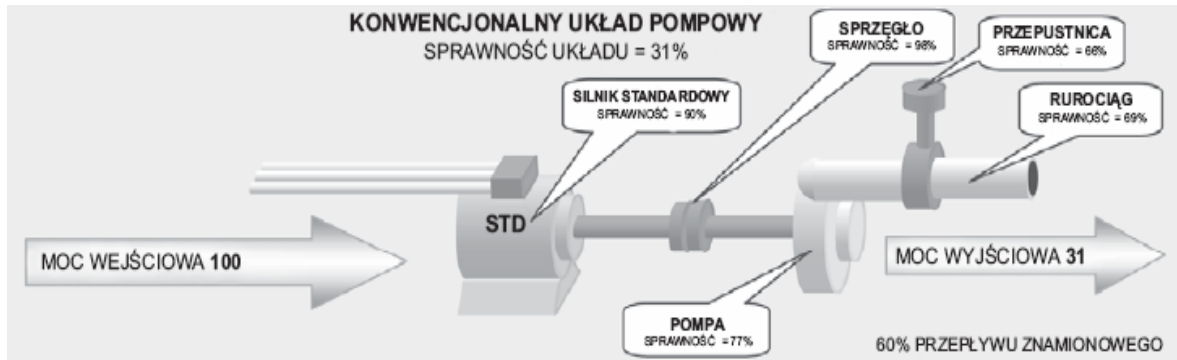 KONWENCJONALNY UKŁAD POMPOWY
SPRAWNOŚĆ UKŁADU = 31%
SPRZĘGŁO
SPRAWNOŚĆ = 98%
PRZEPUSTNICA
SPRAWNOŚĆ = 66%
SILNIK STANDARDOWY
SPRAWNOŚĆ = 90%
RUROCIĄG
SPRAWNOŚĆ = 69%
STD
MOC WEJŚCIOWA 100
MOC WYJŚCIOWA 31
POMPA
SPRAWNOŚĆ = 77%
60% PRZEPŁYWU ZNAMIONOWEGO